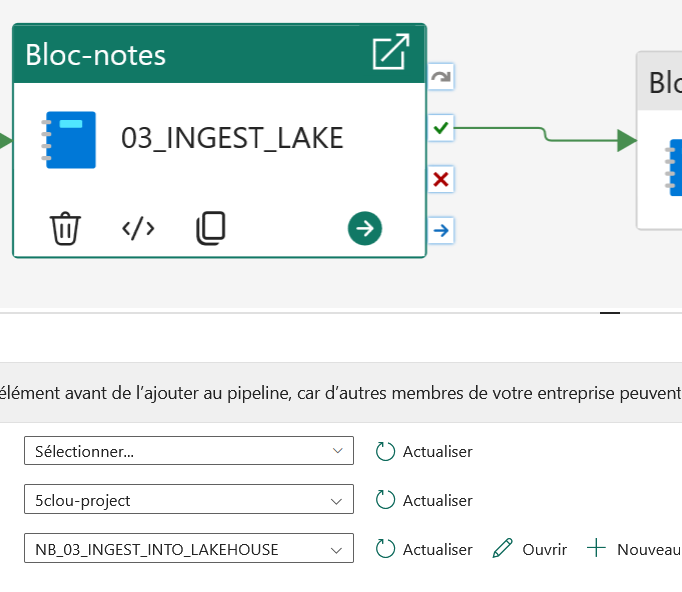 Bloc-notes
03_INGEST_LAKE
élément avant de l’ajouter au pipeline, car d’autres membres de votre entreprise peuvent
Sélectionner... Actualiser
5clou-project Actualiser
NB_03_INGEST_INTO_LAKEHOUSE Actualiser Ouvrir Nouveau